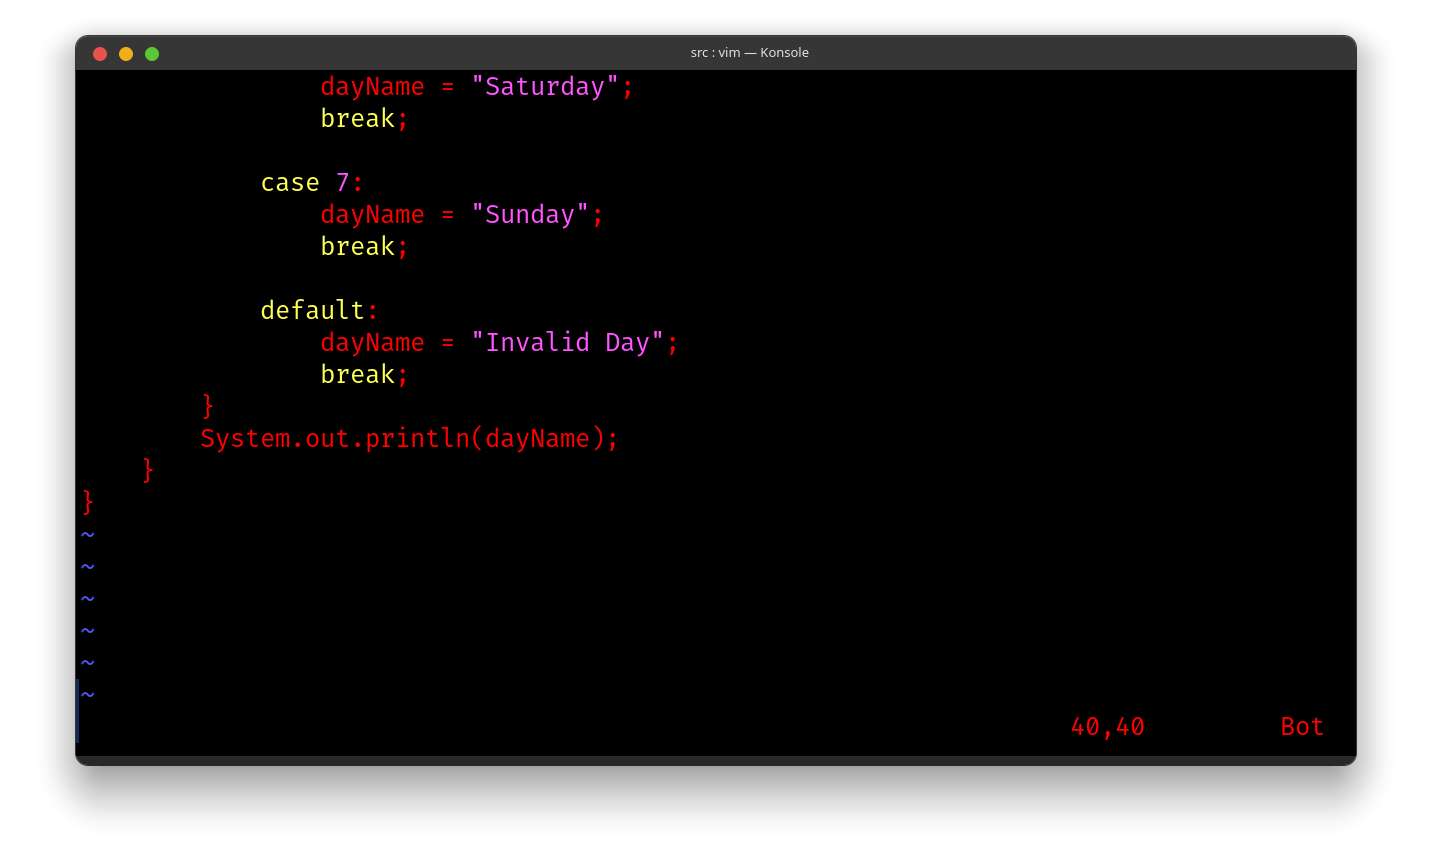 src : vim — Konsole
                dayName = "Saturday";
                break;

            case 7:
                dayName = "Sunday";
                break;

            default:
                dayName = "Invalid Day";
                break;
        }
        System.out.println(dayName);
    }
}
~
~
~
~
~
~
40,40 Bot